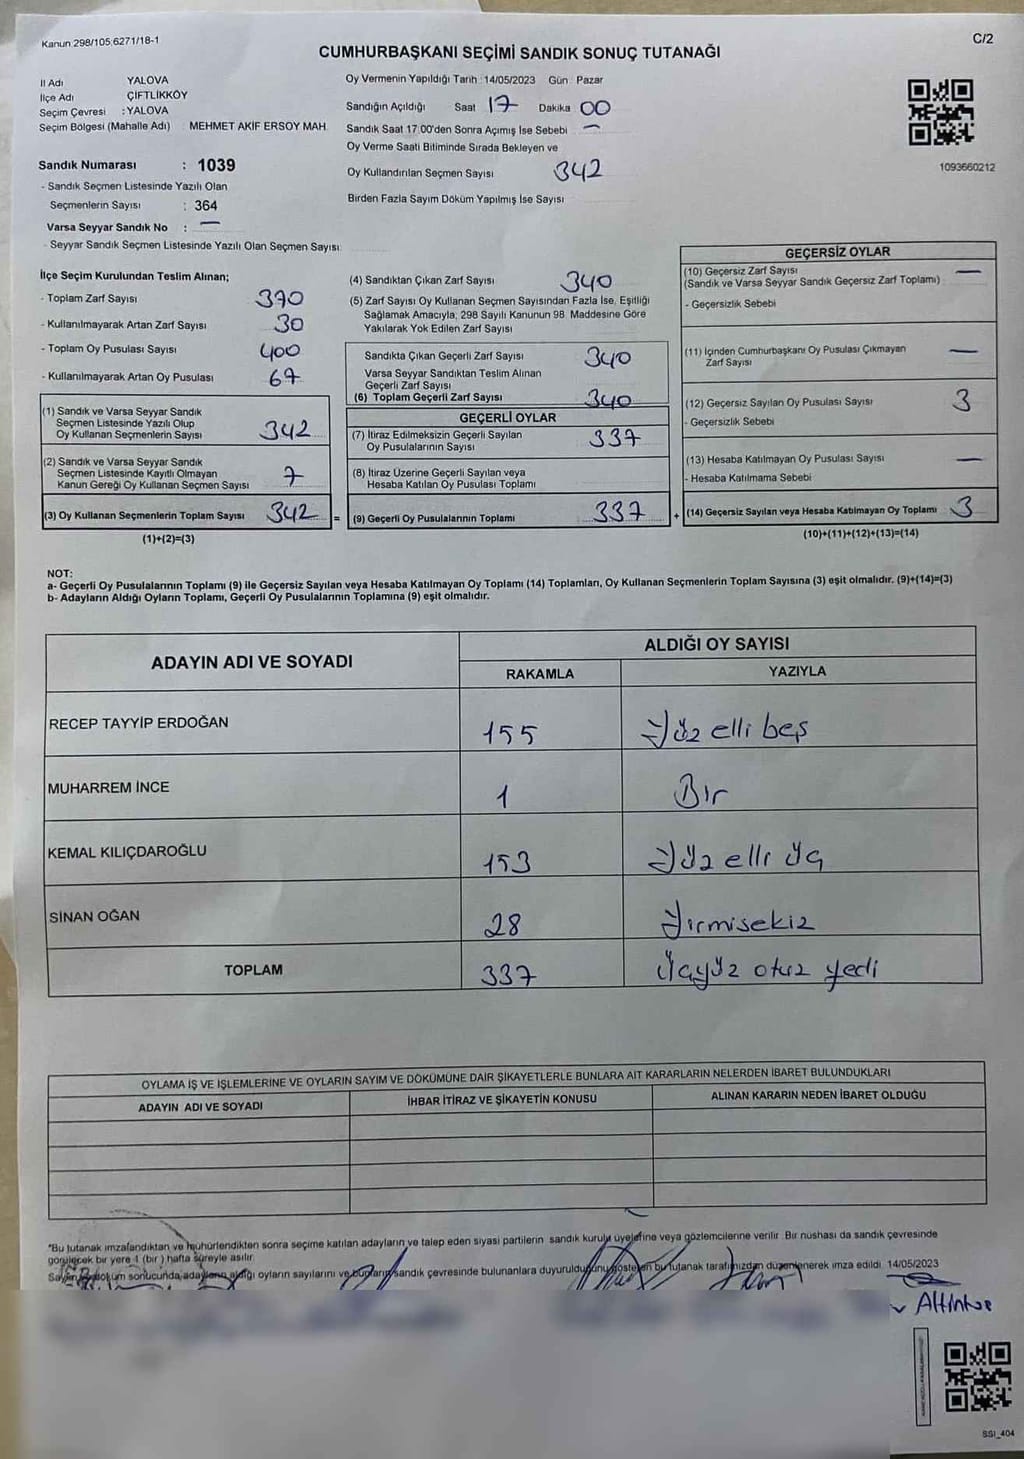 Kanun 298/105;6271/18-1
C/2
CUMHURBAŞKANI SEÇİMİ SANDIK SONUÇ TUTANAĞI
İl Adı YALOVA
İlçe Adı ÇİFTLİKKÖY
Seçim Çevresi : YALOVA
Seçim Bölgesi (Mahalle Adı) MEHMET AKİF ERSOY MAH.
Sandık Numarası : 1039
- Sandık Seçmen Listesinde Yazılı Olan
Seçmenlerin Sayısı : 364
Varsa Seyyar Sandık No : —
- Seyyar Sandık Seçmen Listesinde Yazılı Olan Seçmen Sayısı:
Oy Vermenin Yapıldığı Tarih : 14/05/2023 Gün : Pazar
Sandığın Açıldığı Saat 17 Dakika 00
Sandık Saat 17.00'den Sonra Açımış İse Sebebi —
Oy Verme Saati Bitiminde Sırada Bekleyen ve
Oy Kullandırılan Seçmen Sayısı 342
Birden Fazla Sayım Döküm Yapılmış İse Sayısı
1093660212
İlçe Seçim Kurulundan Teslim Alınan;
- Toplam Zarf Sayısı 370
- Kullanılmayarak Artan Zarf Sayısı 30
- Toplam Oy Pusulası Sayısı 400
- Kullanılmayarak Artan Oy Pusulası 67
(1) Sandık ve Varsa Seyyar Sandık
Seçmen Listesinde Yazılı Olup
Oy Kullanan Seçmenlerin Sayısı 342
(2) Sandık ve Varsa Seyyar Sandık
Seçmen Listesinde Kayıtlı Olmayan
Kanun Gereği Oy Kullanan Seçmen Sayısı 7
(3) Oy Kullanan Seçmenlerin Toplam Sayısı 342 =
(1)+(2)=(3)
(4) Sandıktan Çıkan Zarf Sayısı 340
(5) Zarf Sayısı Oy Kullanan Seçmen Sayısından Fazla İse, Eşitliği
Sağlamak Amacıyla, 298 Sayılı Kanunun 98. Maddesine Göre
Yakılarak Yok Edilen Zarf Sayısı
Sandıkta Çıkan Geçerli Zarf Sayısı 340
Varsa Seyyar Sandıktan Teslim Alınan
Geçerli Zarf Sayısı
(6) Toplam Geçerli Zarf Sayısı 340
GEÇERLİ OYLAR
(7) İtiraz Edilmeksizin Geçerli Sayılan
Oy Pusulalarının Sayısı 337
(8) İtiraz Üzerine Geçerli Sayılan veya
Hesaba Katılan Oy Pusulası Toplamı
(9) Geçerli Oy Pusulalarının Toplamı 337 +
GEÇERSİZ OYLAR
(10) Geçersiz Zarf Sayısı —
(Sandık ve Varsa Seyyar Sandık Geçersiz Zarf Toplamı)
- Geçersizlik Sebebi
(11) İçinden Cumhurbaşkanı Oy Pusulası Çıkmayan
Zarf Sayısı —
(12) Geçersiz Sayılan Oy Pusulası Sayısı 3
- Geçersizlik Sebebi
(13) Hesaba Katılmayan Oy Pusulası Sayısı —
- Hesaba Katılmama Sebebi
(14) Geçersiz Sayılan veya Hesaba Katılmayan Oy Toplamı 3
(10)+(11)+(12)+(13)=(14)
NOT:
a- Geçerli Oy Pusulalarının Toplamı (9) ile Geçersiz Sayılan veya Hesaba Katılmayan Oy Toplamı (14) Toplamları, Oy Kullanan Seçmenlerin Toplam Sayısına (3) eşit olmalıdır. (9)+(14)=(3)
b- Adayların Aldığı Oyların Toplamı, Geçerli Oy Pusulalarının Toplamına (9) eşit olmalıdır.
ADAYIN ADI VE SOYADI
ALDIĞI OY SAYISI
RAKAMLA YAZIYLA
RECEP TAYYİP ERDOĞAN 155 Yüz elli beş
MUHARREM İNCE 1 Bir
KEMAL KILIÇDAROĞLU 153 Yüz elli üç
SİNAN OĞAN 28 Yirmisekiz
TOPLAM 337 Üçyüz otuz yedi
OYLAMA İŞ VE İŞLEMLERİNE VE OYLARIN SAYIM VE DÖKÜMÜNE DAİR ŞİKAYETLERLE BUNLARA AİT KARARLARIN NELERDEN İBARET BULUNDUKLARI
ADAYIN ADI VE SOYADI İHBAR İTİRAZ VE ŞİKAYETİN KONUSU ALINAN KARARIN NEDEN İBARET OLDUĞU
*Bu tutanak imzalandıktan ve mühürlendikten sonra seçime katılan adayların ve talep eden siyasi partilerin sandık kurulu üyelerine veya gözlemcilerine verilir. Bir nüshası da sandık çevresinde
görülecek bir yere 1 (bir) hafta süreyle asılır.
Sayım döküm sonucunda, adayların aldığı oyların sayılarını ve bunların sandık çevresinde bulunanlara duyurulduğunu gösteren bu tutanak tarafımızdan düzenlenerek imza edildi. 14/05/2023
SSI_404